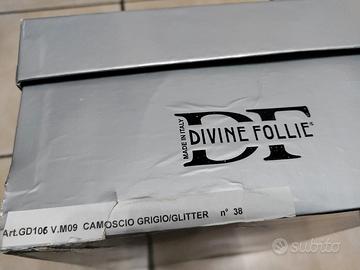 MADE IN ITALY
DF
DIVINE FOLLIE®
Art.GD106 V.M09 CAMOSCIO GRIGIO/GLITTER n° 38
subito